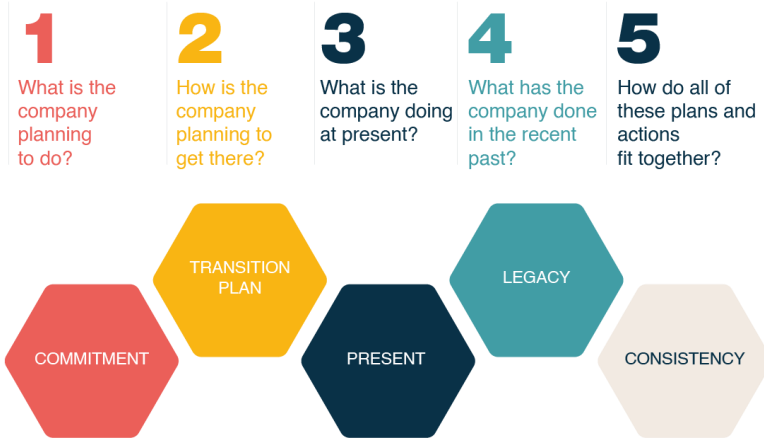 1
What is the
company
planning
to do?
2
How is the
company
planning to
get there?
3
What is the
company doing
at present?
4
What has the
company done
in the recent
past?
5
How do all of
these plans and
actions
fit together?
COMMITMENT
TRANSITION
PLAN
PRESENT
LEGACY
CONSISTENCY